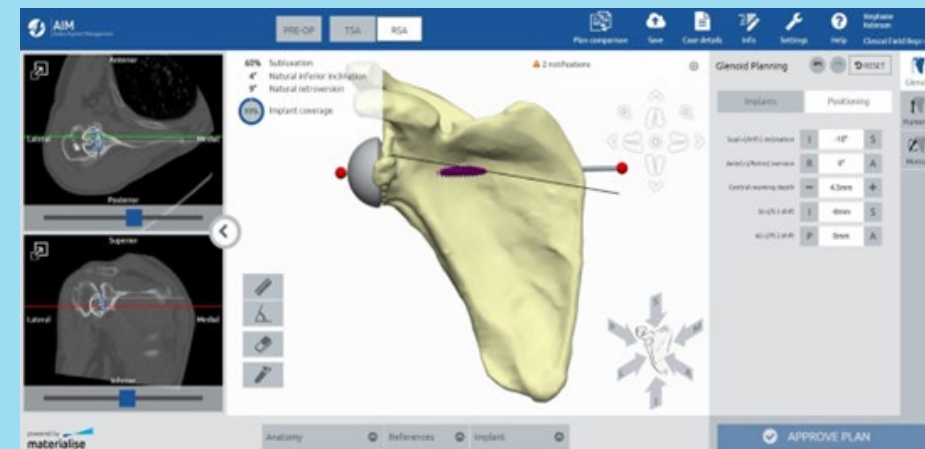 AIM
PRE-OP
TSA
RSA
Plan comparison
Save
Case details
Info
Settings
Help
Anterior
Lateral
Medial
Posterior
Superior
Lateral
Medial
Inferior
60% Subluxation
4° Natural inferior inclination
9° Natural retroversion
Implant coverage
2 notifications
Glenoid Planning
RESET
Implants
Positioning
I -10° S
R 0° A
Central reaming depth − 4.5mm +
S
P 0mm A
Anatomy
References
Implant
APPROVE PLAN
powered by
materialise